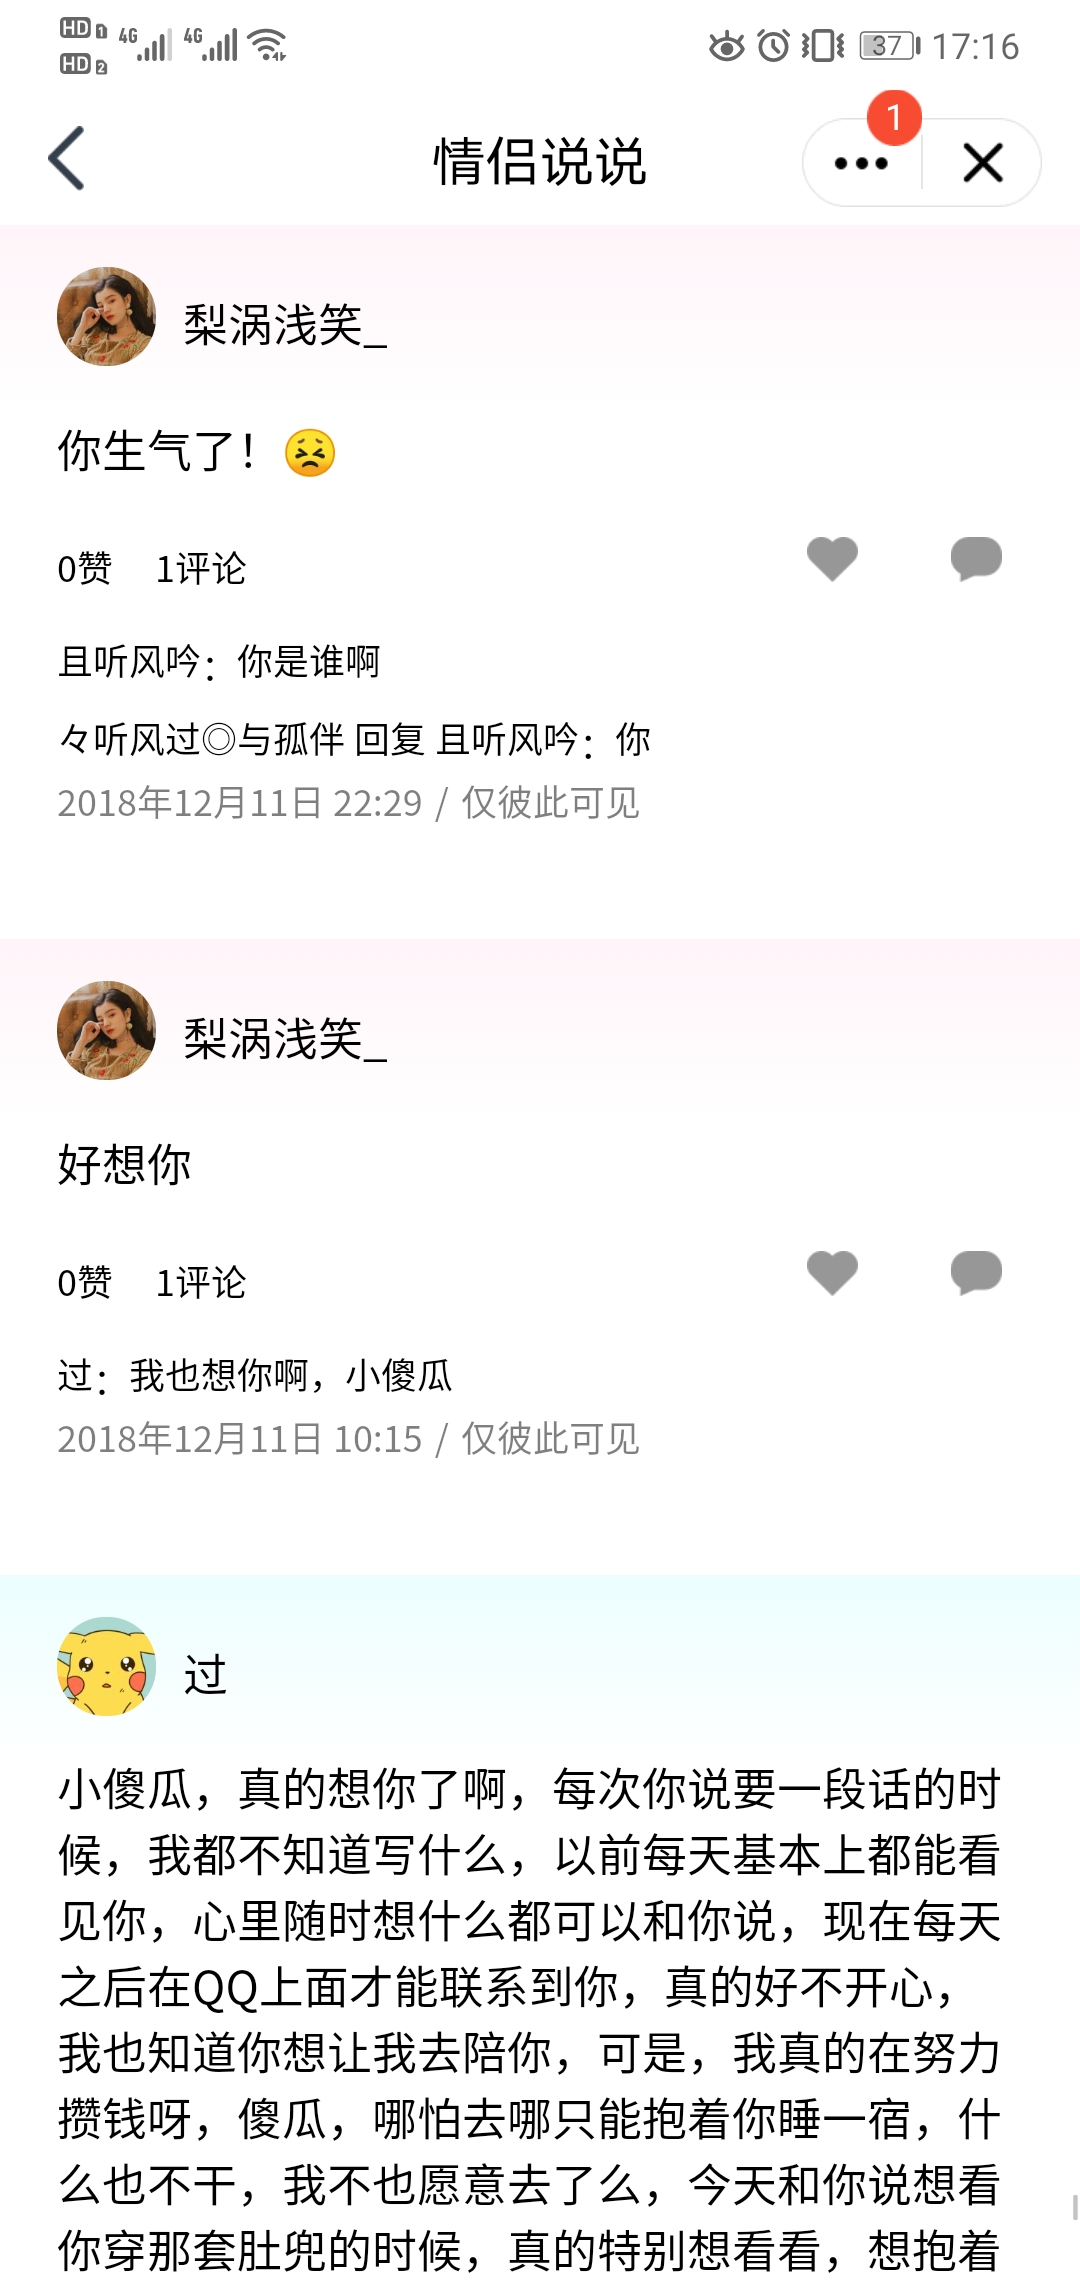 HD 1 4G 4G
HD 2
37 17:16
情侣说说
1
梨涡浅笑_
你生气了！😣
0赞 1评论
且听风吟：你是谁啊
々听风过◎与孤伴 回复 且听风吟：你
2018年12月11日 22:29 / 仅彼此可见
梨涡浅笑_
好想你
0赞 1评论
过：我也想你啊，小傻瓜
2018年12月11日 10:15 / 仅彼此可见
过
小傻瓜，真的想你了啊，每次你说要一段话的时
候，我都不知道写什么，以前每天基本上都能看
见你，心里随时想什么都可以和你说，现在每天
之后在QQ上面才能联系到你，真的好不开心，
我也知道你想让我去陪你，可是，我真的在努力
攒钱呀，傻瓜，哪怕去哪只能抱着你睡一宿，什
么也不干，我不也愿意去了么，今天和你说想看
你穿那套肚兜的时候，真的特别想看看，想抱着